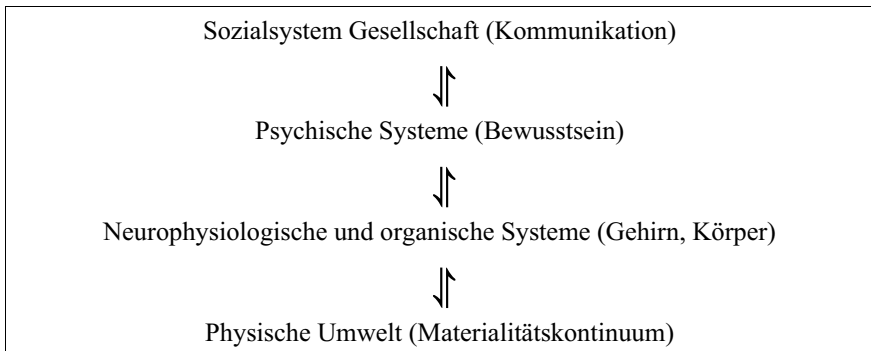 Sozialsystem Gesellschaft (Kommunikation)
Psychische Systeme (Bewusstsein)
Neurophysiologische und organische Systeme (Gehirn, Körper)
Physische Umwelt (Materialitätskontinuum)